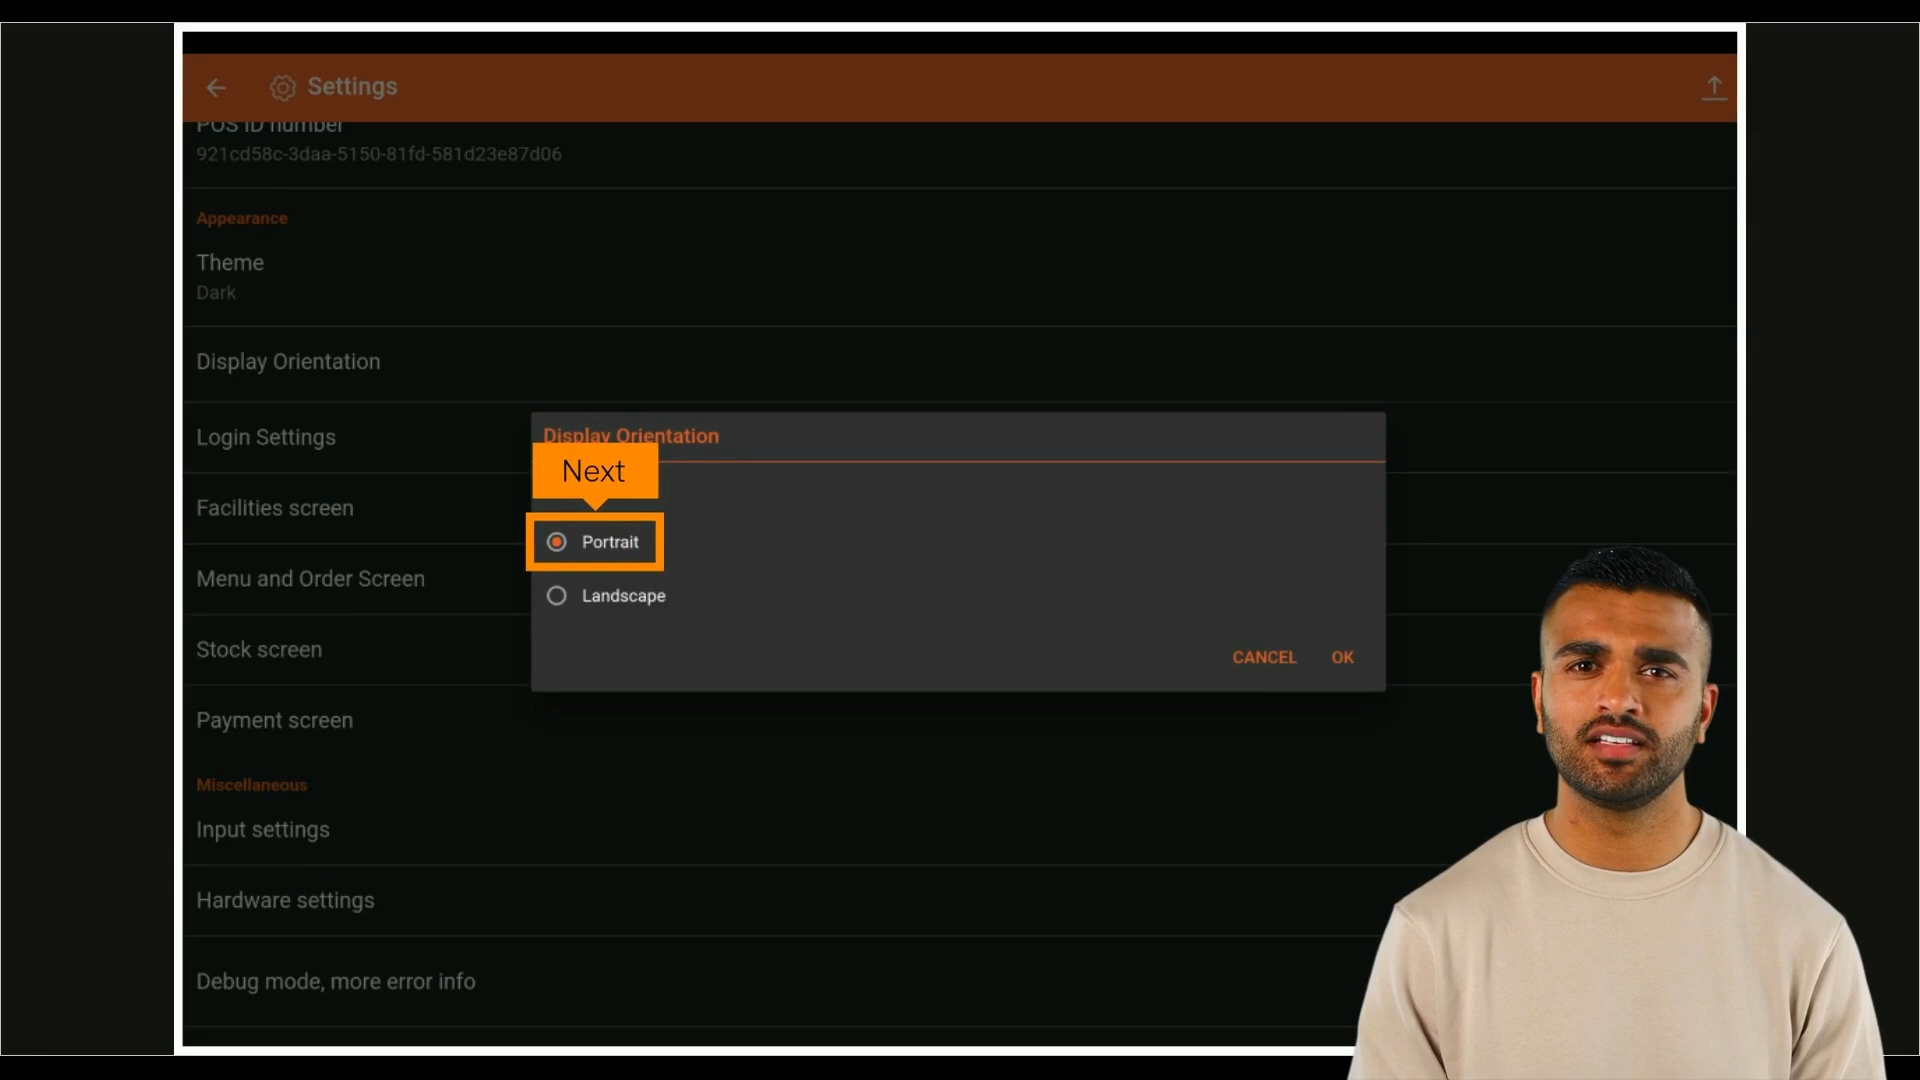 Settings
POS ID number
921cd58c-3daa-5150-81fd-581d23e87d06
Appearance
Theme
Dark
Display Orientation
Login Settings
Facilities screen
Menu and Order Screen
Stock screen
Payment screen
Miscellaneous
Input settings
Hardware settings
Debug mode, more error info
Display Orientation
Next
Portrait
Landscape
CANCEL OK